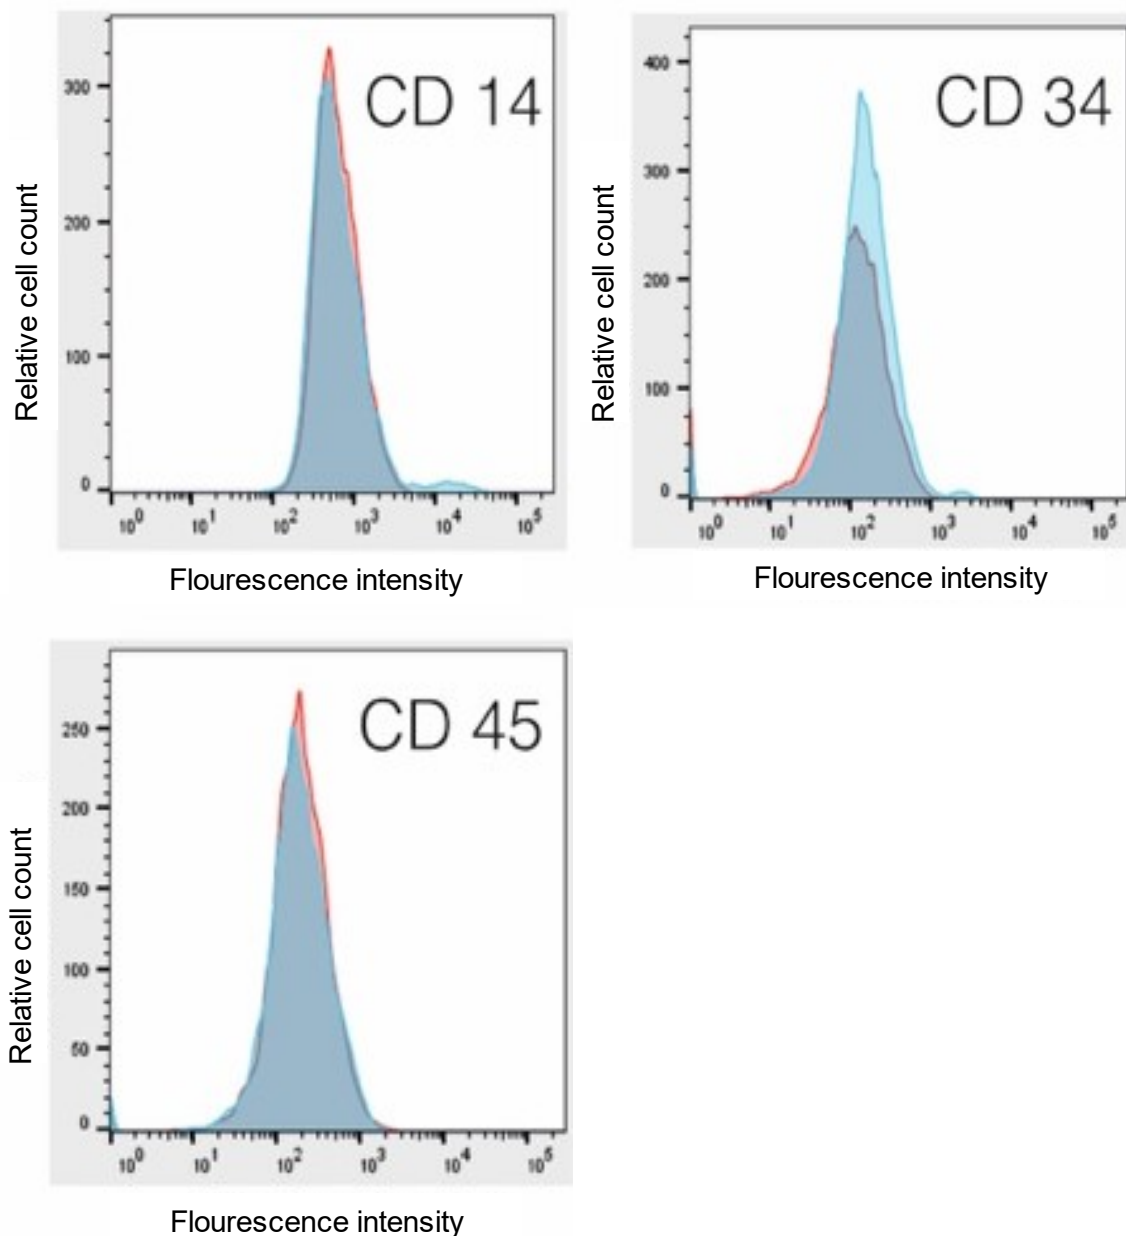 CD 14
300
200
100
0
Relative cell count
10^0 10^1 10^2 10^3 10^4 10^5
Flourescence intensity
CD 34
400
300
200
100
0
Relative cell count
10^0 10^1 10^2 10^3 10^4 10^5
Flourescence intensity
CD 45
250
200
150
100
50
0
Relative cell count
10^0 10^1 10^2 10^3 10^4 10^5
Flourescence intensity